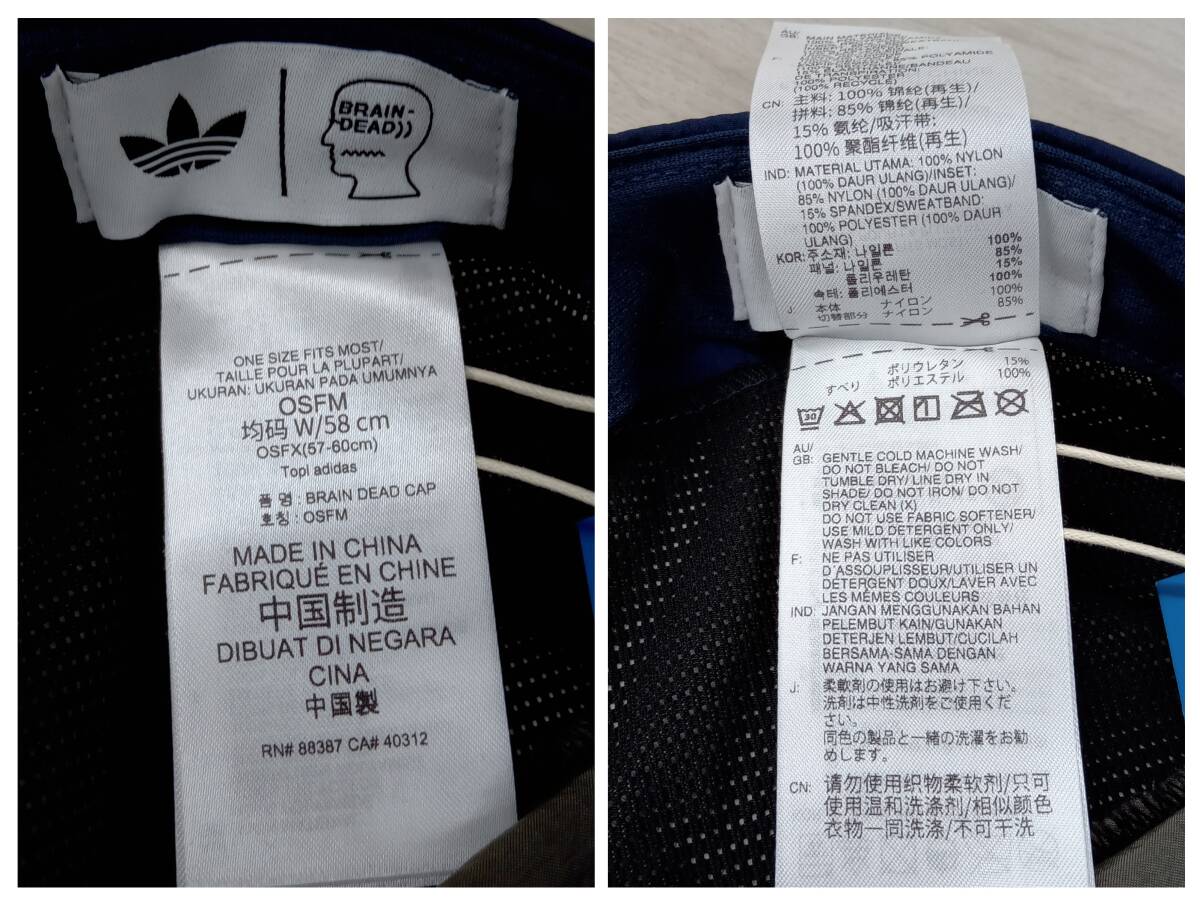 BRAIN-
DEAD))
ONE SIZE FITS MOST/
TAILLE POUR LA PLUPART/
UKURAN: UKURAN PADA UMUMNYA
OSFM
均码 W/58 cm
OSFX(57-60cm)
Topl adidas
품 명 : BRAIN DEAD CAP
호칭 : OSFM
MADE IN CHINA
FABRIQUÉ EN CHINE
中国制造
DIBUAT DI NEGARA
CINA
中国製
RN# 88387 CA# 40312
AU/
GB: MAIN MATERIAL
POLYAMIDE
/BANDEAU
(100% RECYCLE)
CN: 主料: 100% 锦纶(再生)/
拼料: 85% 锦纶(再生)/
15% 氨纶/吸汗带:
100% 聚酯纤维(再生)
IND: MATERIAL UTAMA: 100% NYLON
(100% DAUR ULANG)/INSET:
85% NYLON (100% DAUR ULANG)/
15% SPANDEX/SWEATBAND:
100% POLYESTER (100% DAUR
ULANG)
KOR: 주소재: 나일론 100%
패널: 나일론 85%
폴리우레탄 15%
속테: 폴리에스터 100%
J: 本体 ナイロン 100%
切替部分 ナイロン 85%
ポリウレタン 15%
すべり ポリエステル 100%
30
AU/
GB: GENTLE COLD MACHINE WASH/
DO NOT BLEACH/ DO NOT
TUMBLE DRY/ LINE DRY IN
SHADE/ DO NOT IRON/ DO NOT
DRY CLEAN (X)
DO NOT USE FABRIC SOFTENER/
USE MILD DETERGENT ONLY/
WASH WITH LIKE COLORS
F: NE PAS UTILISER
D'ASSOUPLISSEUR/UTILISER UN
DÉTERGENT DOUX/LAVER AVEC
LES MÊMES COULEURS
IND: JANGAN MENGGUNAKAN BAHAN
PELEMBUT KAIN/GUNAKAN
DETERJEN LEMBUT/CUCILAH
BERSAMA-SAMA DENGAN
WARNA YANG SAMA
J: 柔軟剤の使用はお避け下さい。
洗剤は中性洗剤をご使用くだ
さい。
同色の製品と一緒の洗濯をお勧
めします。
CN: 请勿使用织物柔软剂/只可
使用温和洗涤剂/相似颜色
衣物一同洗涤/不可干洗